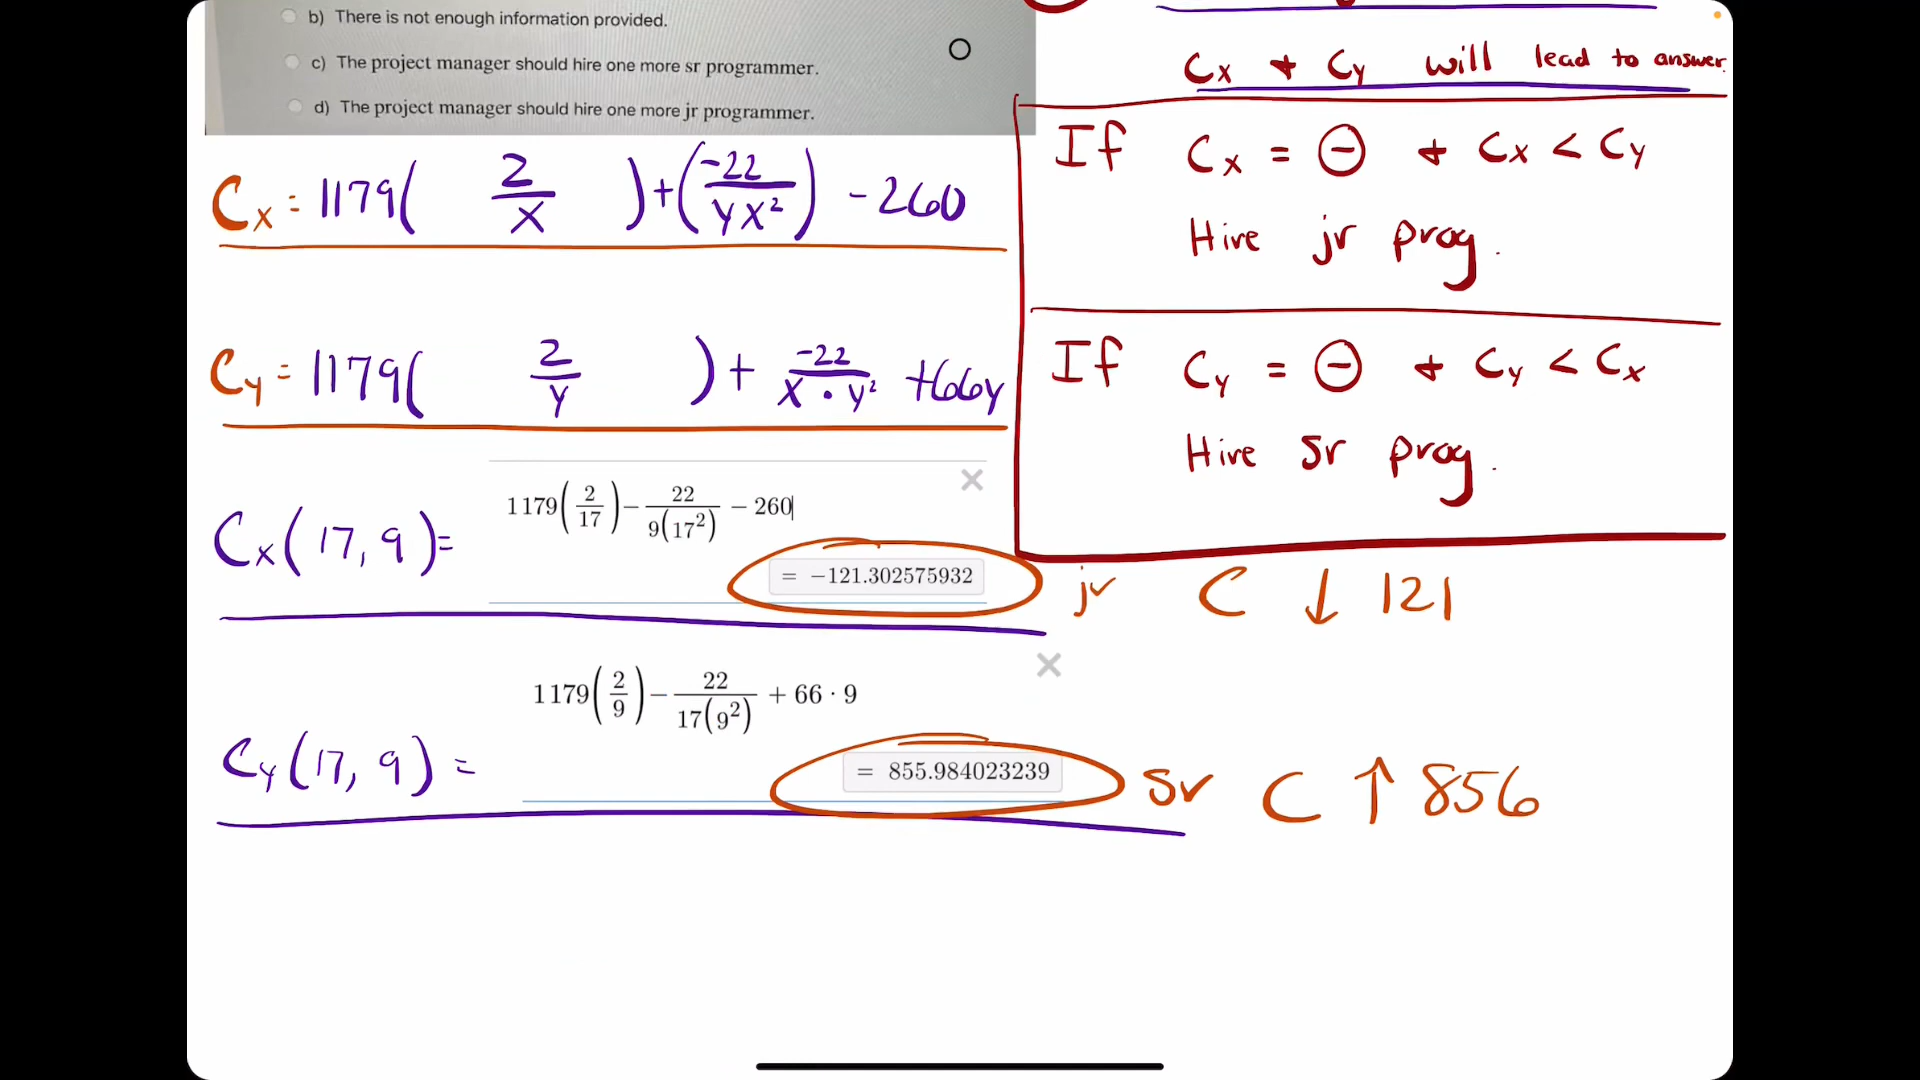 b) There is not enough information provided.
c) The project manager should hire one more sr programmer.
d) The project manager should hire one more jr programmer.
Cx + Cy will lead to answer.
If Cx = ⊖ + Cx < Cy
Hire jr prog.
If Cy = ⊖ + Cy < Cx
Hire sr prog.
Cx = 1179( 2/x ) + (-22/yx²) - 260
Cy = 1179( 2/y ) + -22/x·y² + 66y
Cx(17, 9) = 1179(2/17) − 22/9(17²) − 260
= −121.302575932
jr C ↓ 121
Cy(17, 9) = 1179(2/9) − 22/17(9²) + 66 · 9
= 855.984023239
sr C ↑ 856